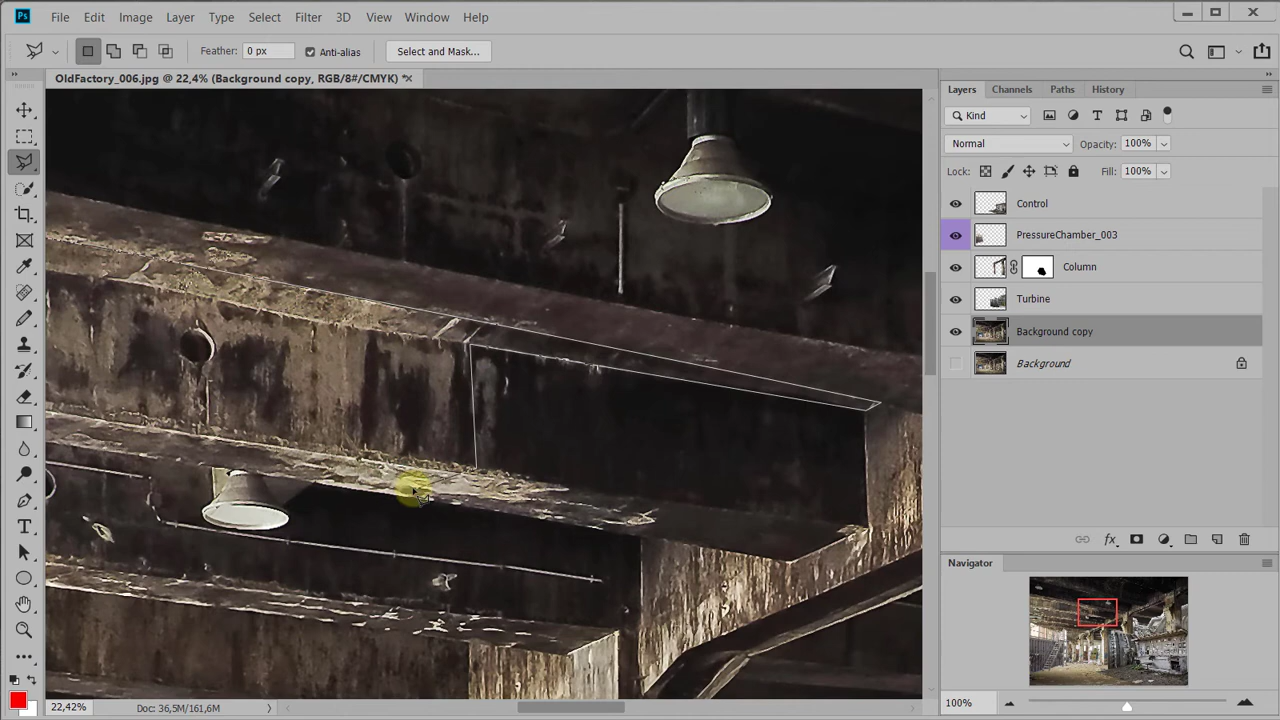 Ps File Edit Image Layer Type Select Filter 3D View Window Help
Feather: 0 px Anti-alias Select and Mask...
OldFactory_006.jpg @ 22,4% (Background copy, RGB/8#/CMYK) *
Layers Channels Paths History
Kind
Normal Opacity: 100%
Lock: Fill: 100%
Control
PressureChamber_003
Column
Turbine
Background copy
Background
fx
Navigator
100%
22,42% Doc: 36,5M/161,6M